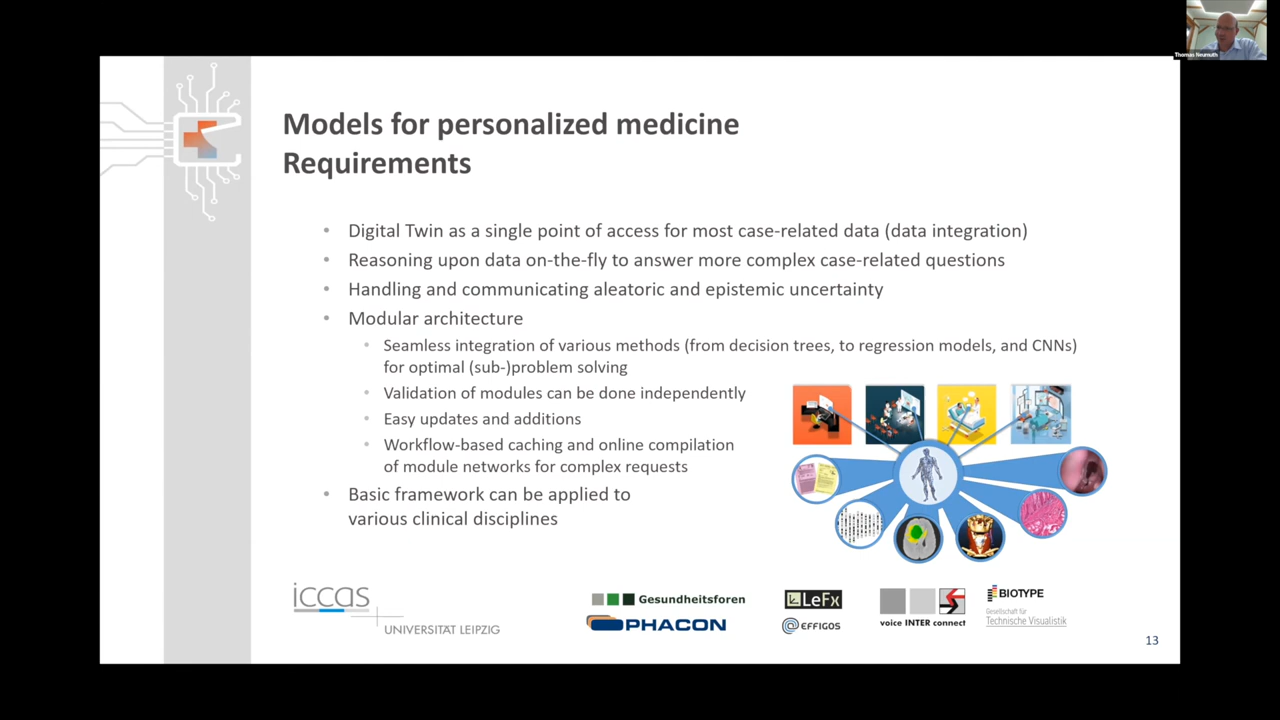 Thomas Neumuth
Models for personalized medicine
Requirements
• Digital Twin as a single point of access for most case-related data (data integration)
• Reasoning upon data on-the-fly to answer more complex case-related questions
• Handling and communicating aleatoric and epistemic uncertainty
• Modular architecture
• Seamless integration of various methods (from decision trees, to regression models, and CNNs)
for optimal (sub-)problem solving
• Validation of modules can be done independently
• Easy updates and additions
• Workflow-based caching and online compilation
of module networks for complex requests
• Basic framework can be applied to
various clinical disciplines
iccas
UNIVERSITÄT LEIPZIG
Gesundheitsforen
PHACON
LeFx
EFFIGOS
voice INTER connect
BIOTYPE
Gesellschaft für
Technische Visualistik
13